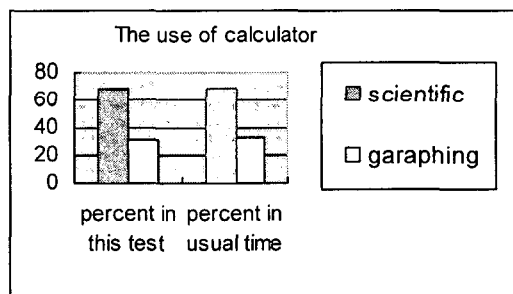 The use of calculator
80
60
40
20
0
percent in this test
percent in usual time
scientific
garaphing